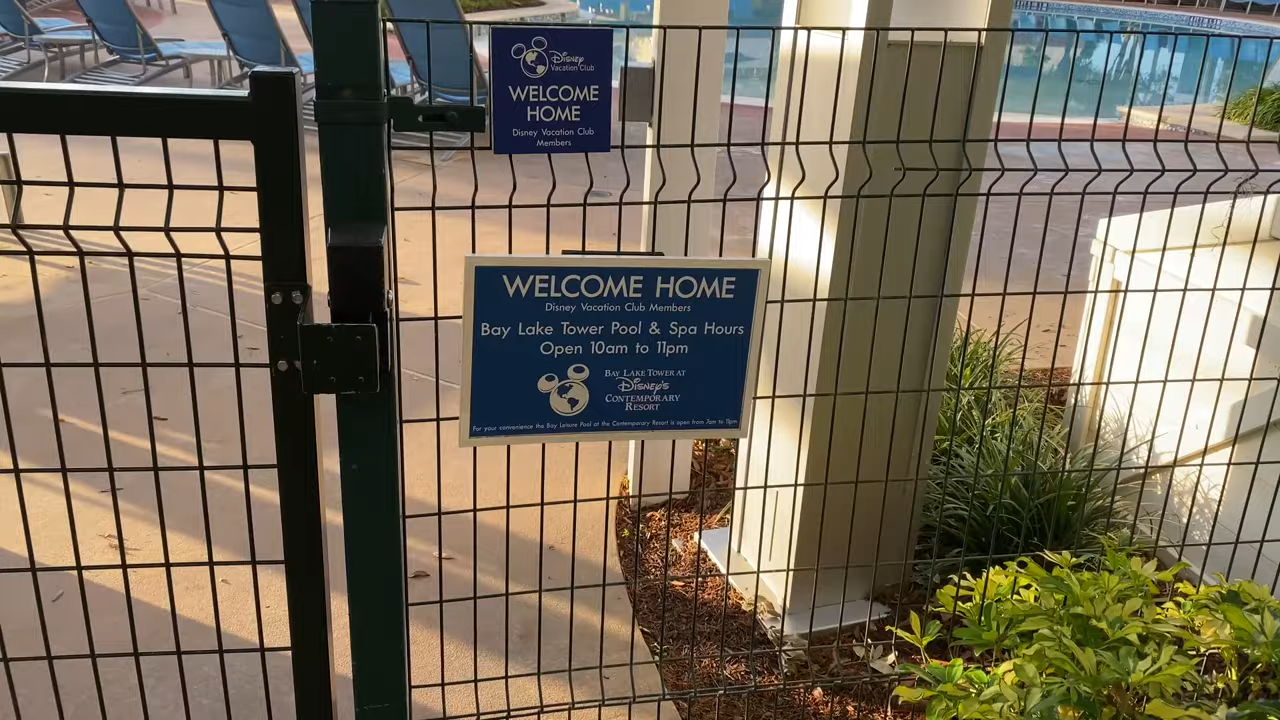 Disney
Vacation Club
WELCOME
HOME
Disney Vacation Club
Members
WELCOME HOME
Disney Vacation Club Members
Bay Lake Tower Pool & Spa Hours
Open 10am to 11pm
BAY LAKE TOWER AT
Disney's
CONTEMPORARY
RESORT
For your convenience the Bay Leisure Pool at the Contemporary Resort is open from 7am to 11pm